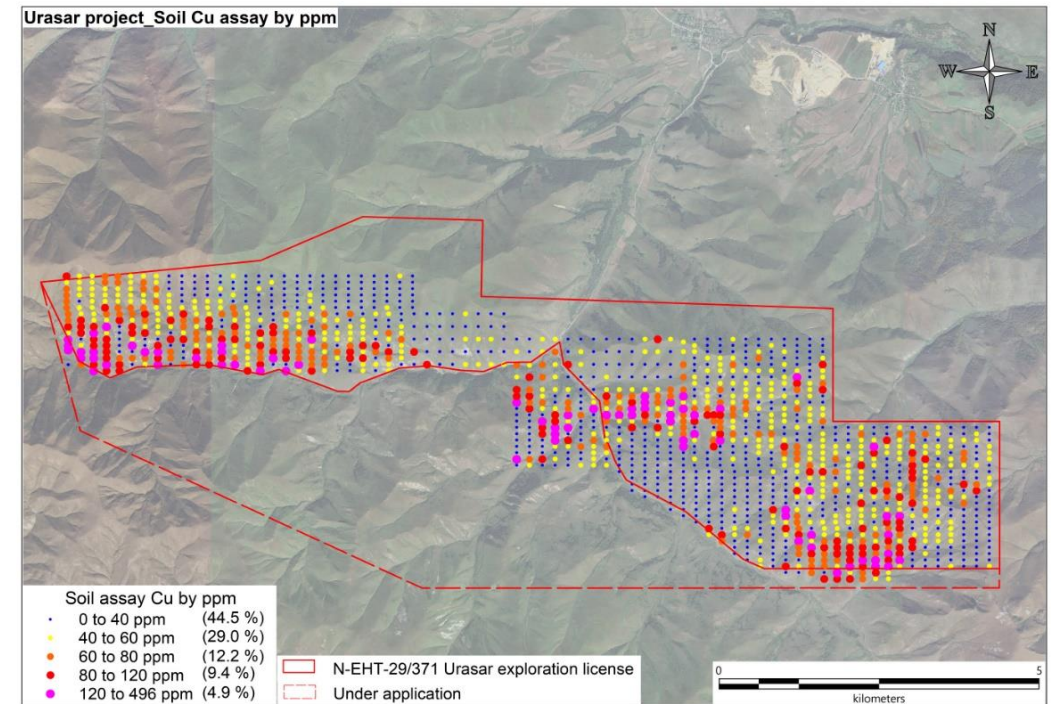 Urasar project_Soil Cu assay by ppm
N
W E
S
Soil assay Cu by ppm
0 to 40 ppm (44.5 %)
40 to 60 ppm (29.0 %)
60 to 80 ppm (12.2 %)
80 to 120 ppm (9.4 %)
120 to 496 ppm (4.9 %)
N-EHT-29/371 Urasar exploration license
Under application
0 5
kilometers